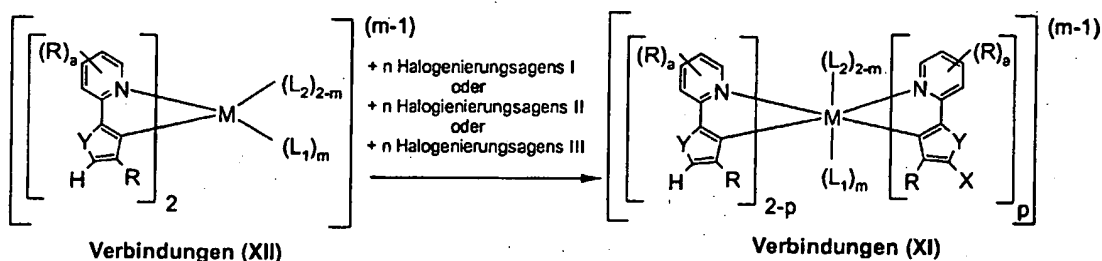 (R)a
N
Y
H
R
2
M
(L2)2-m
(L1)m
(m-1)
+ n Halogenierungsagens I
oder
+ n Halogienierungsagens II
oder
+ n Halogenierungsagens III
(R)a
N
Y
H
R
2-p
(L2)2-m
M
(L1)m
(R)a
N
Y
R
X
p
(m-1)
Verbindungen (XII)
Verbindungen (XI)